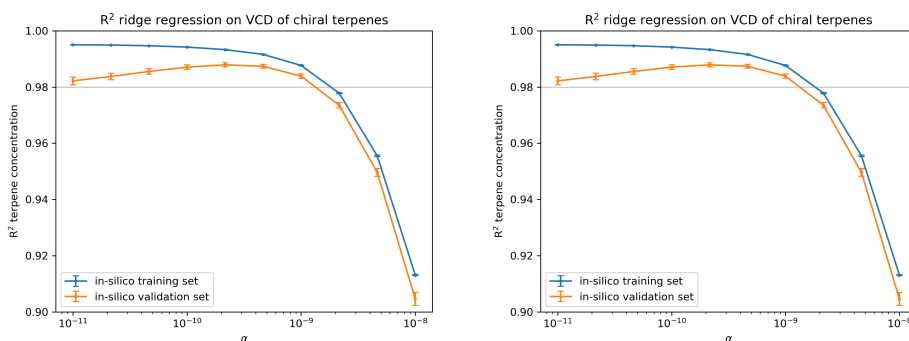 R² ridge regression on VCD of chiral terpenes
R² terpene concentration
1.00
0.98
0.96
0.94
0.92
0.90
in-silico training set
in-silico validation set
10⁻¹¹
10⁻¹⁰
10⁻⁹
10⁻⁸
α
R² ridge regression on VCD of chiral terpenes
R² terpene concentration
1.00
0.98
0.96
0.94
0.92
0.90
in-silico training set
in-silico validation set
10⁻¹¹
10⁻¹⁰
10⁻⁹
10⁻⁸
α